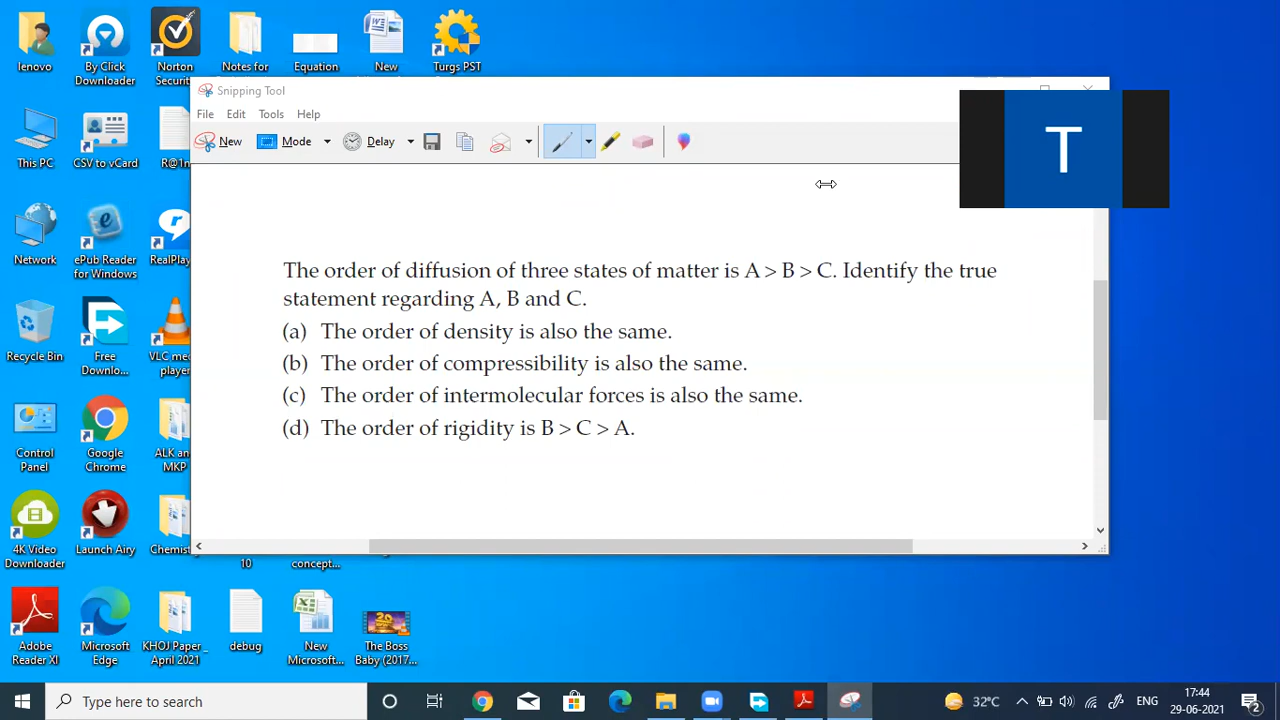 lenovo
By Click
Downloader
Norton
Securit...
Notes for
Equation
New
Turgs PST
Snipping Tool
File Edit Tools Help
New Mode Delay
T
This PC
CSV to vCard
R@1n
Network
ePub Reader
for Windows
RealPlay
The order of diffusion of three states of matter is A > B > C. Identify the true
statement regarding A, B and C.
(a) The order of density is also the same.
(b) The order of compressibility is also the same.
(c) The order of intermolecular forces is also the same.
(d) The order of rigidity is B > C > A.
Recycle Bin
Free
Downlo...
VLC me
player
Control
Panel
Google
Chrome
ALK an
MKP
4K Video
Downloader
Launch Airy
Chemist
10
concept...
Adobe
Reader XI
Microsoft
Edge
KHOJ Paper _
April 2021
debug
New
Microsoft...
The Boss
Baby (2017...
Type here to search
32°C
ENG
17:44
29-06-2021
2